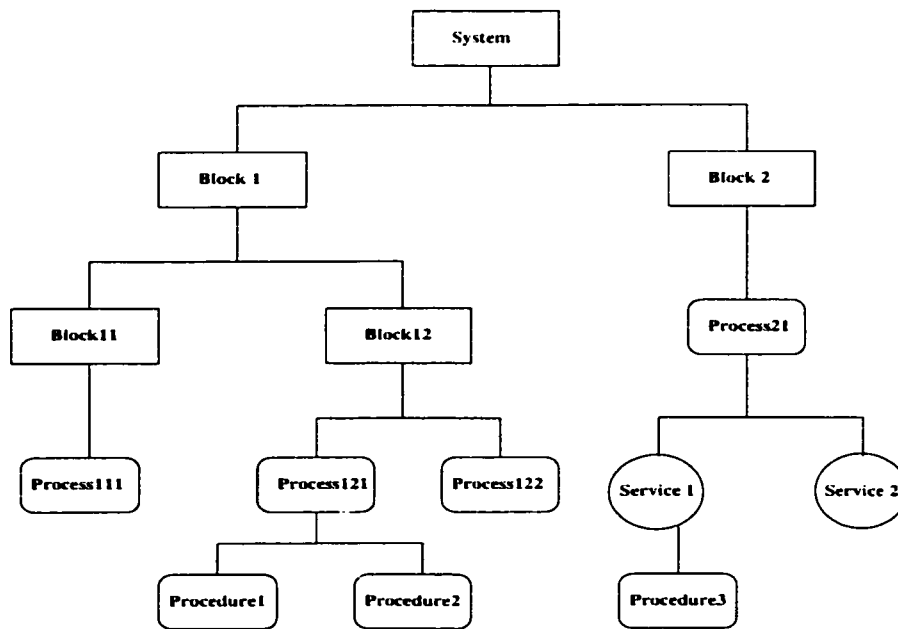 System
Block 1
Block 2
Block11
Block12
Process21
Process111
Process121
Process122
Service 1
Service 2
Procedure1
Procedure2
Procedure3